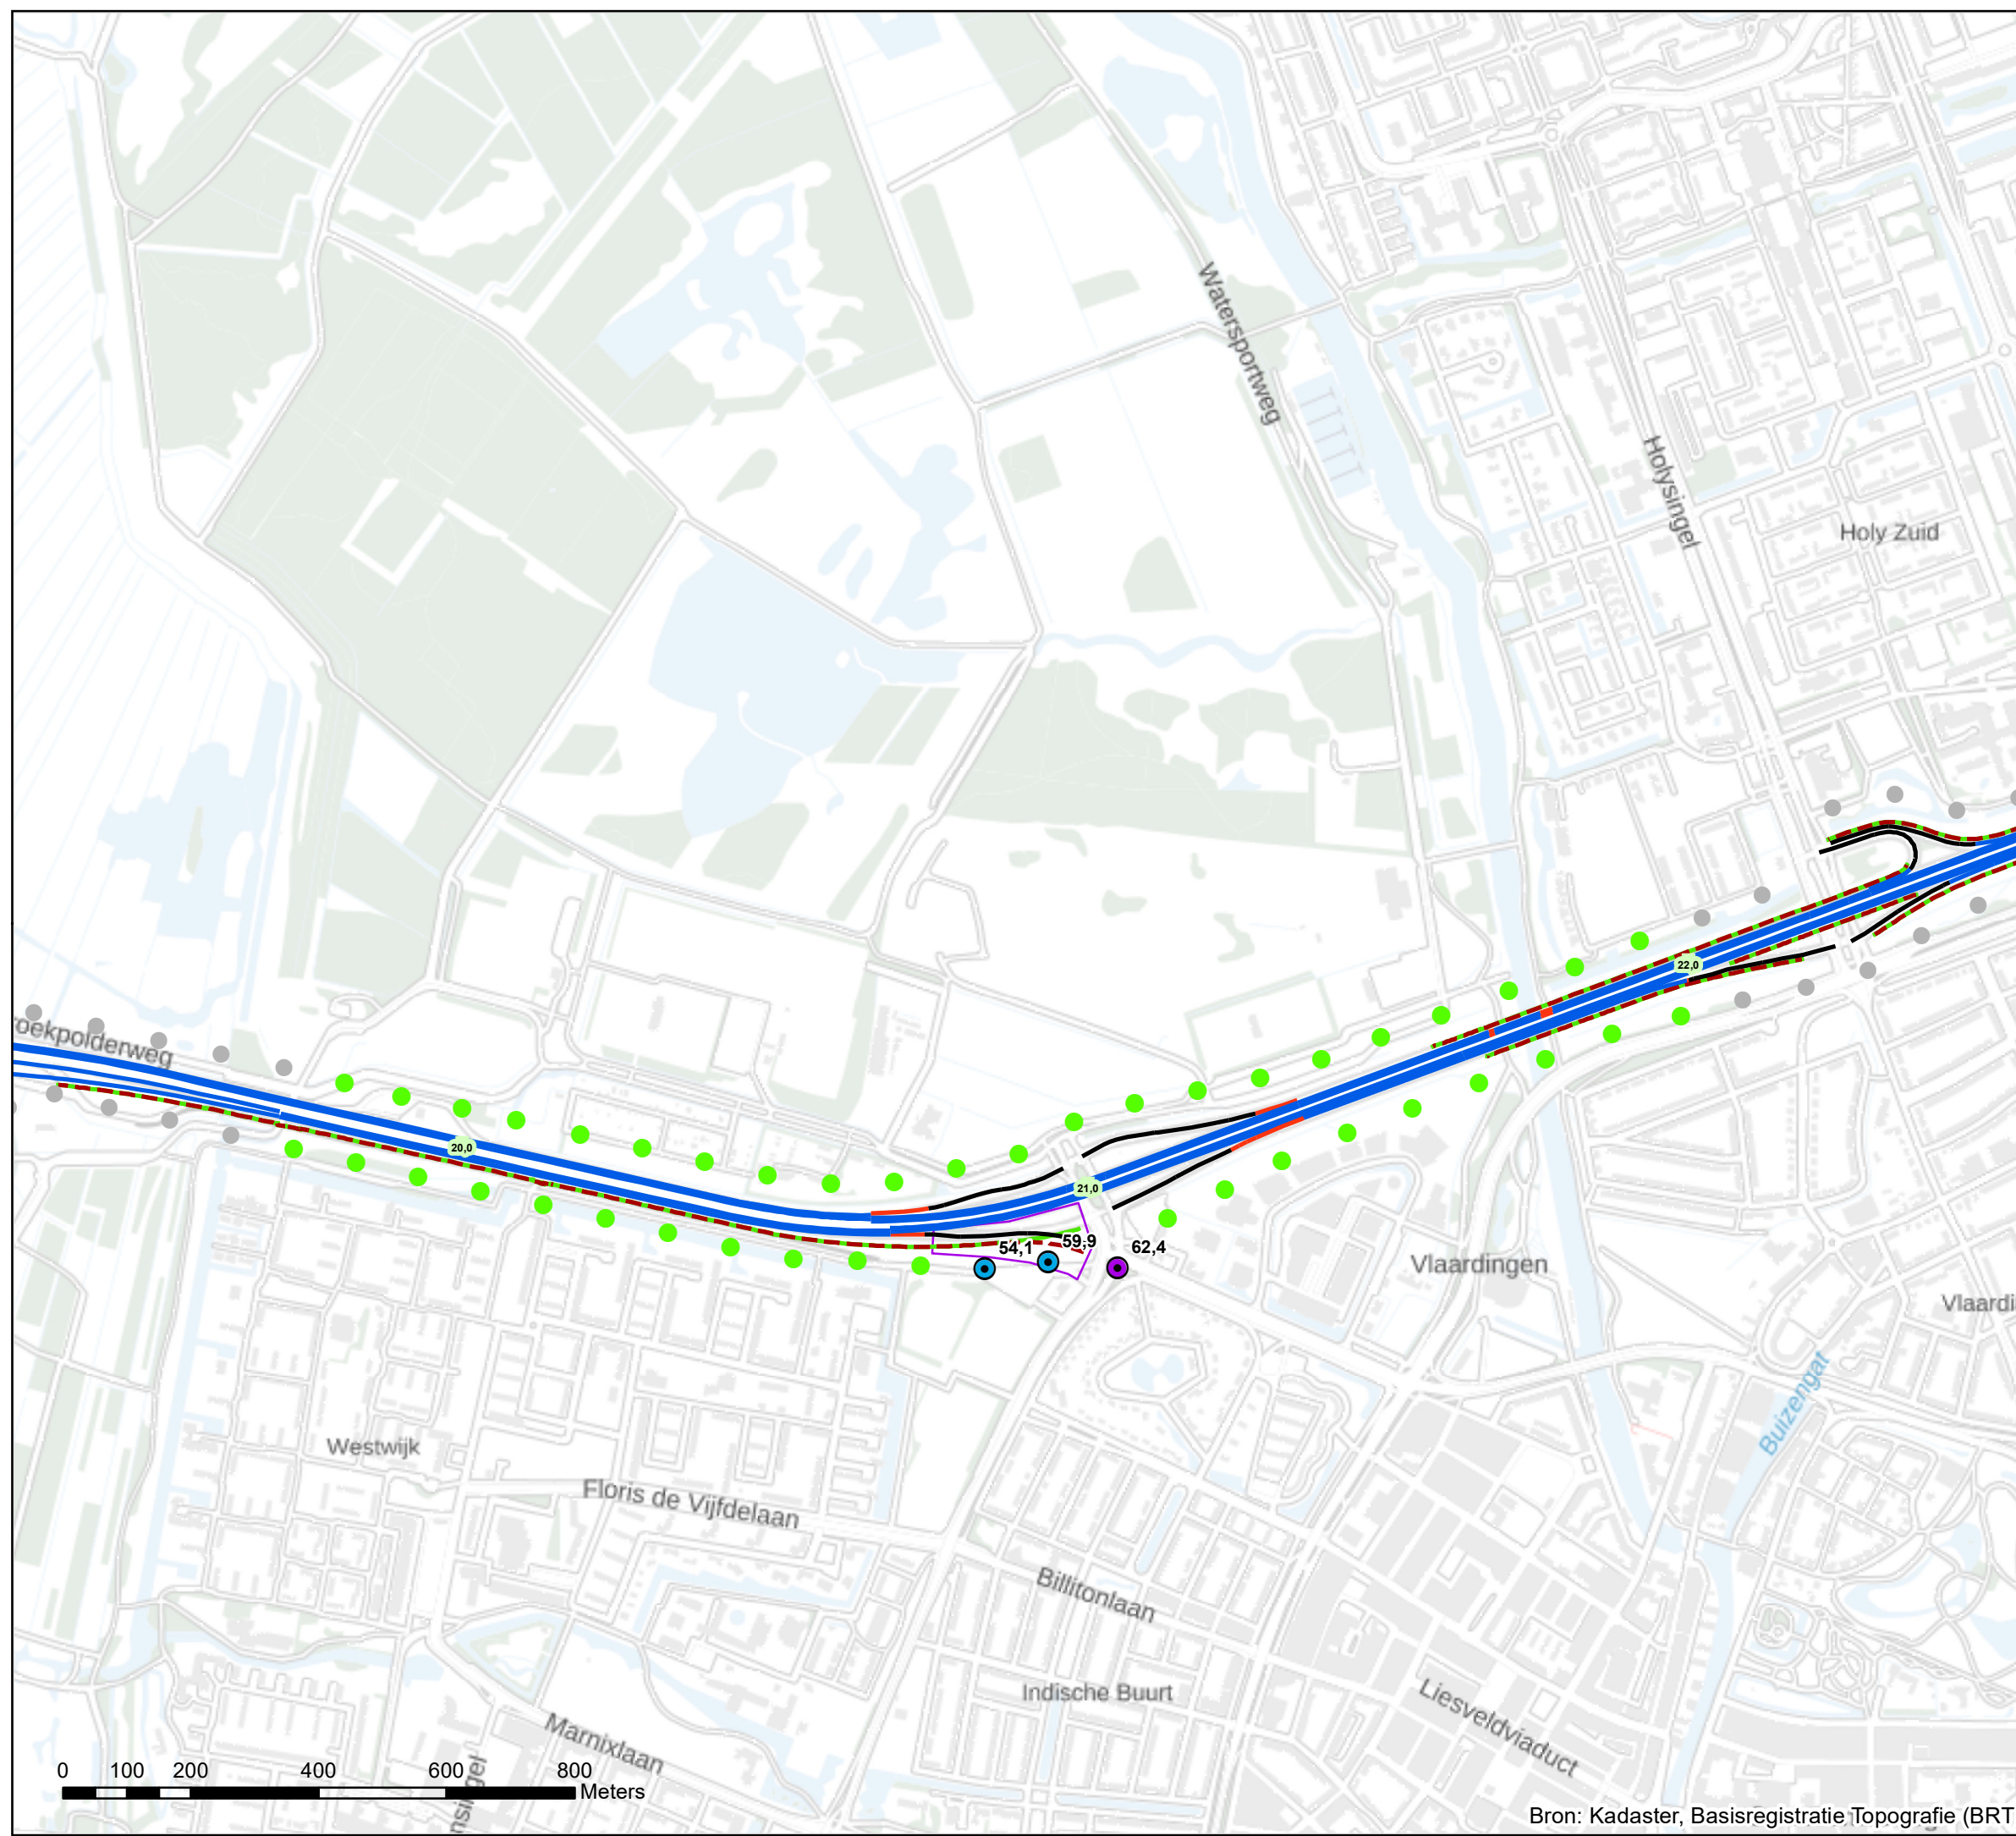 Watersportweg
Holysingel
Holy Zuid
22,0
oekpolderweg
20,0
21,0
54,1
59,9
62,4
Vlaardingen
Vlaardi
Buizengat
Westwijk
Floris de Vijfdelaan
Billitonlaan
Indische Buurt
Liesveldviaduct
Marnixlaan
nsingel
0 100 200 400 600 800
Meters
Bron: Kadaster, Basisregistratie Topografie (BRT